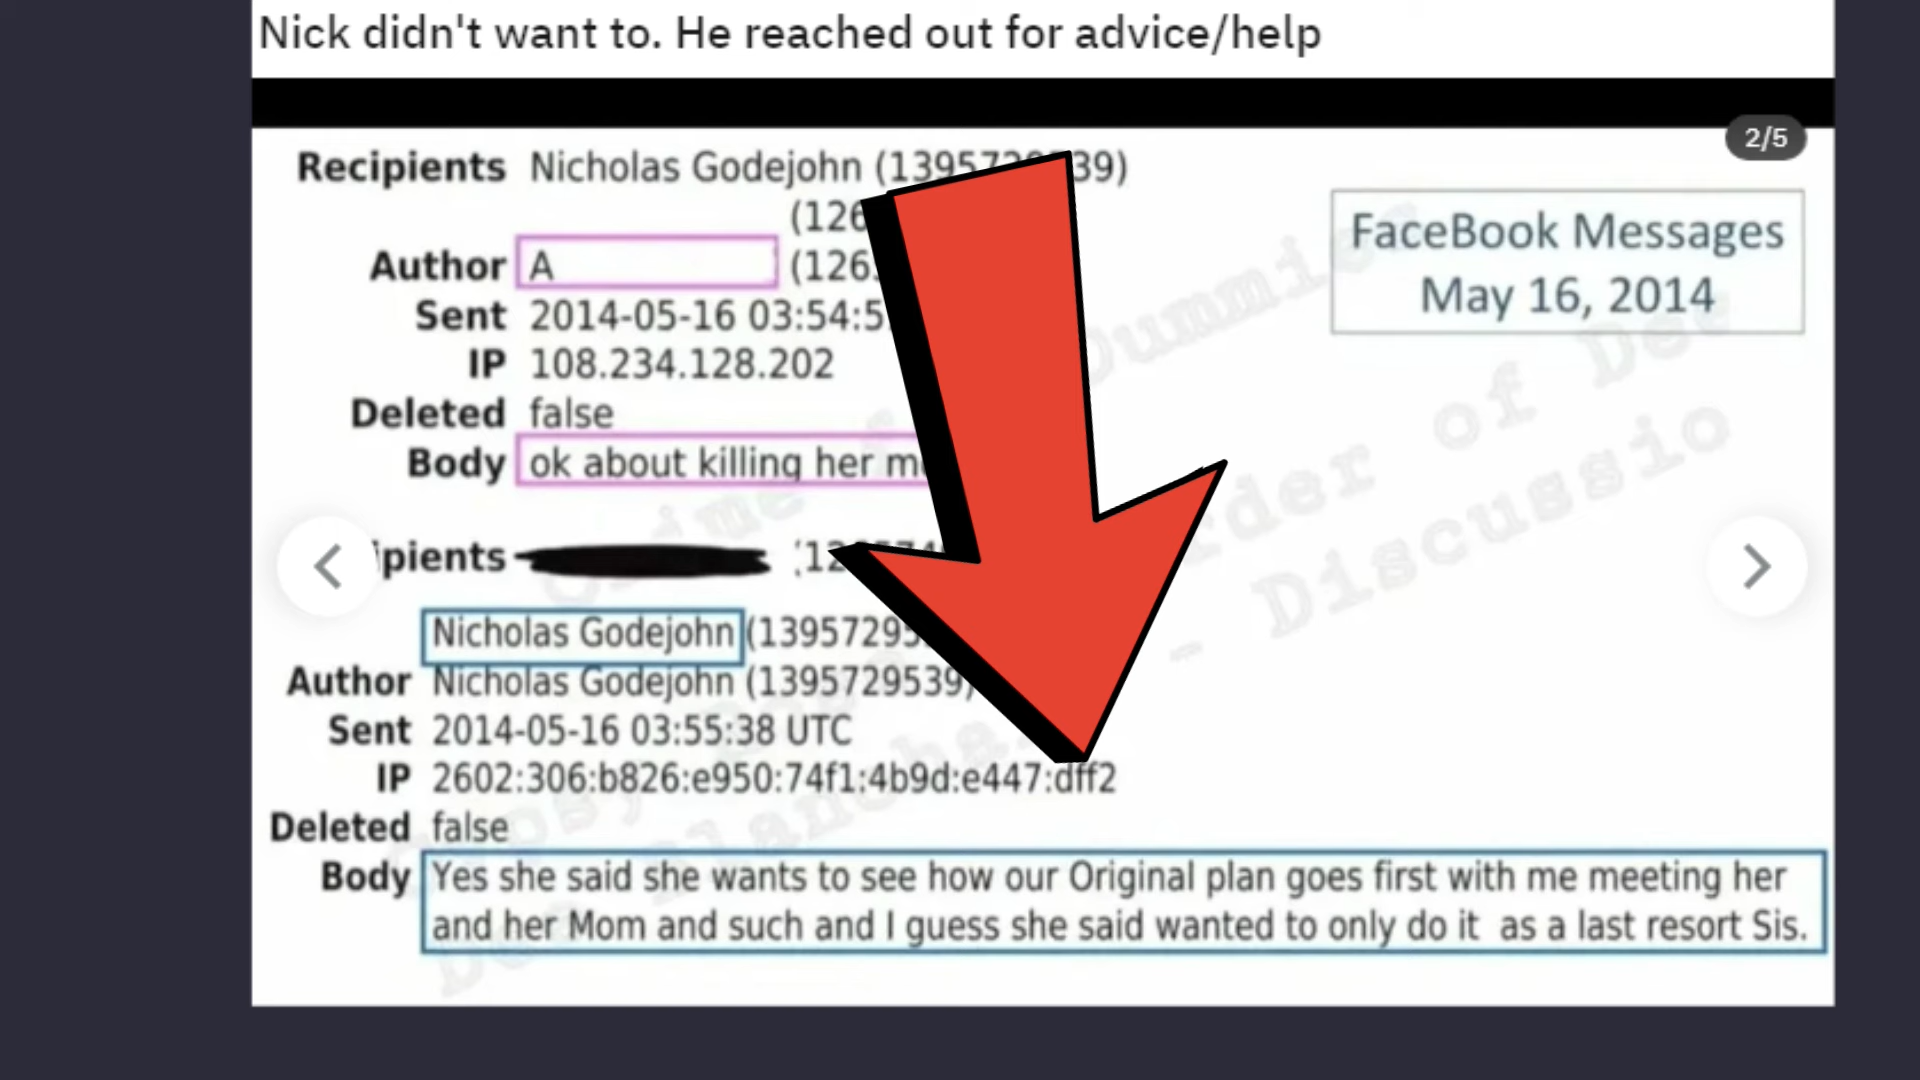 Nick didn't want to. He reached out for advice/help
2/5
Recipients Nicholas Godejohn (139572 39)
(126
Author A (126
Sent 2014-05-16 03:54:5
IP 108.234.128.202
Deleted false
Body ok about killing her m
FaceBook Messages
May 16, 2014
ipients
Nicholas Godejohn (13957295
Author Nicholas Godejohn (1395729539)
Sent 2014-05-16 03:55:38 UTC
IP 2602:306:b826:e950:74f1:4b9d:e447:dff2
Deleted false
Body Yes she said she wants to see how our Original plan goes first with me meeting her
and her Mom and such and I guess she said wanted to only do it as a last resort Sis.